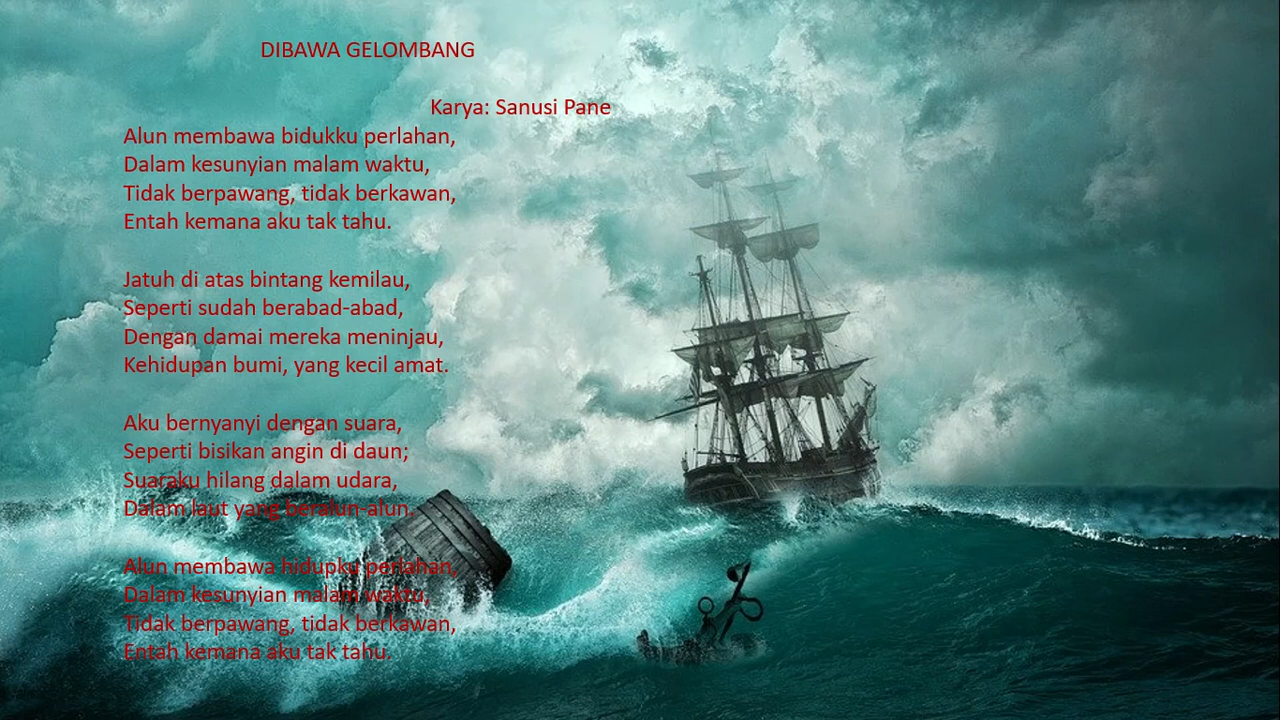 DIBAWA GELOMBANG
Karya: Sanusi Pane
Alun membawa bidukku perlahan,
Dalam kesunyian malam waktu,
Tidak berpawang, tidak berkawan,
Entah kemana aku tak tahu.
Jatuh di atas bintang kemilau,
Seperti sudah berabad-abad,
Dengan damai mereka meninjau,
Kehidupan bumi, yang kecil amat.
Aku bernyanyi dengan suara,
Seperti bisikan angin di daun;
Suaraku hilang dalam udara,
Dalam laut yang beralun-alun.
Alun membawa hidupku perlahan,
Dalam kesunyian malam waktu,
Tidak berpawang, tidak berkawan,
Entah kemana aku tak tahu.